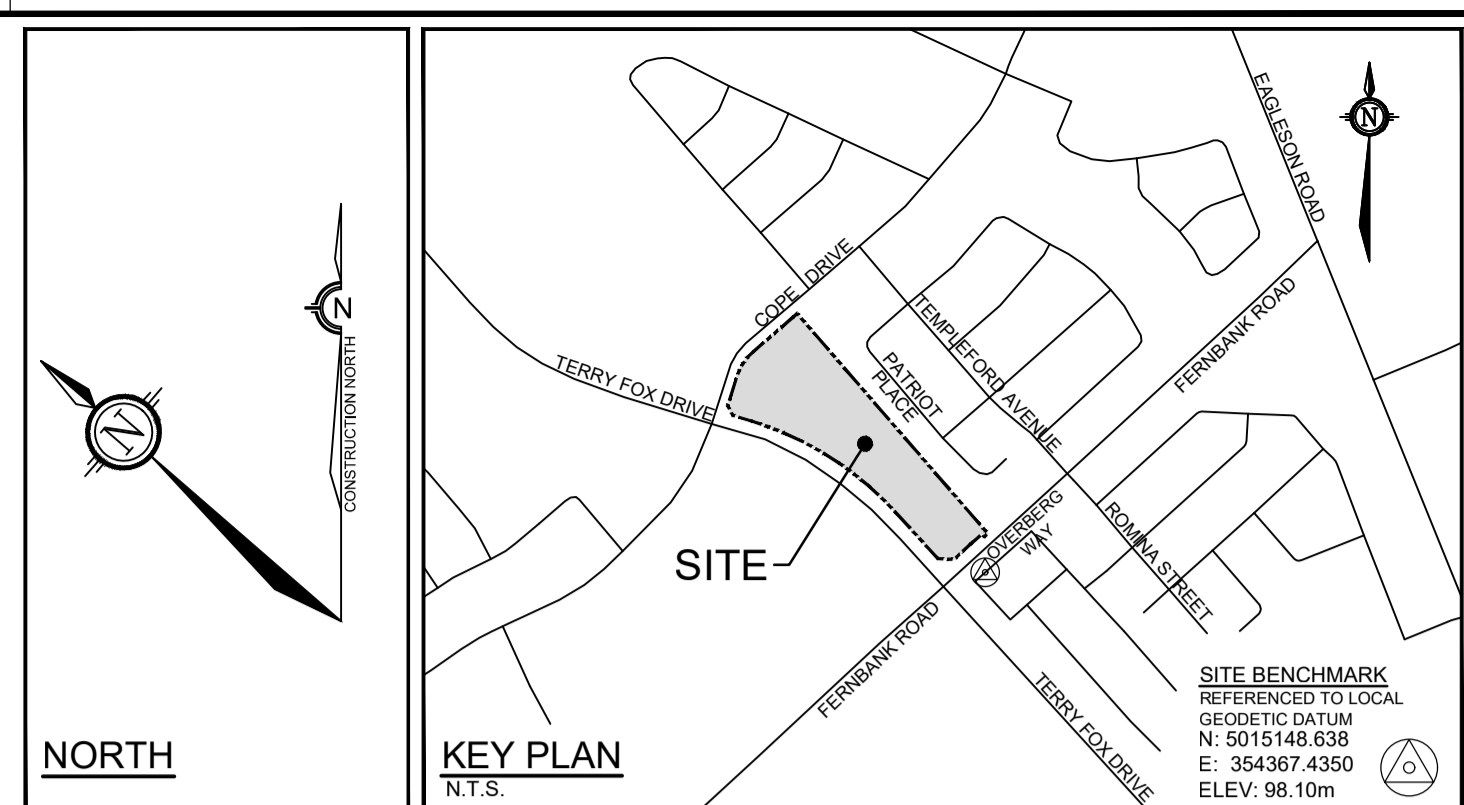 N
N
CONSTRUCTION NORTH
NORTH
N
EAGLESON ROAD
COPE DRIVE
TERRY FOX DRIVE
TEMPLEFORD AVENUE
PATRIOT
PLACE
FERNBANK ROAD
SITE
OVERBERG
WAY
ROMINA STREET
FERNBANK ROAD
TERRY FOX DRIVE
KEY PLAN
N.T.S.
SITE BENCHMARK
REFERENCED TO LOCAL
GEODETIC DATUM
N: 5015148.638
E: 354367.4350
ELEV: 98.10m